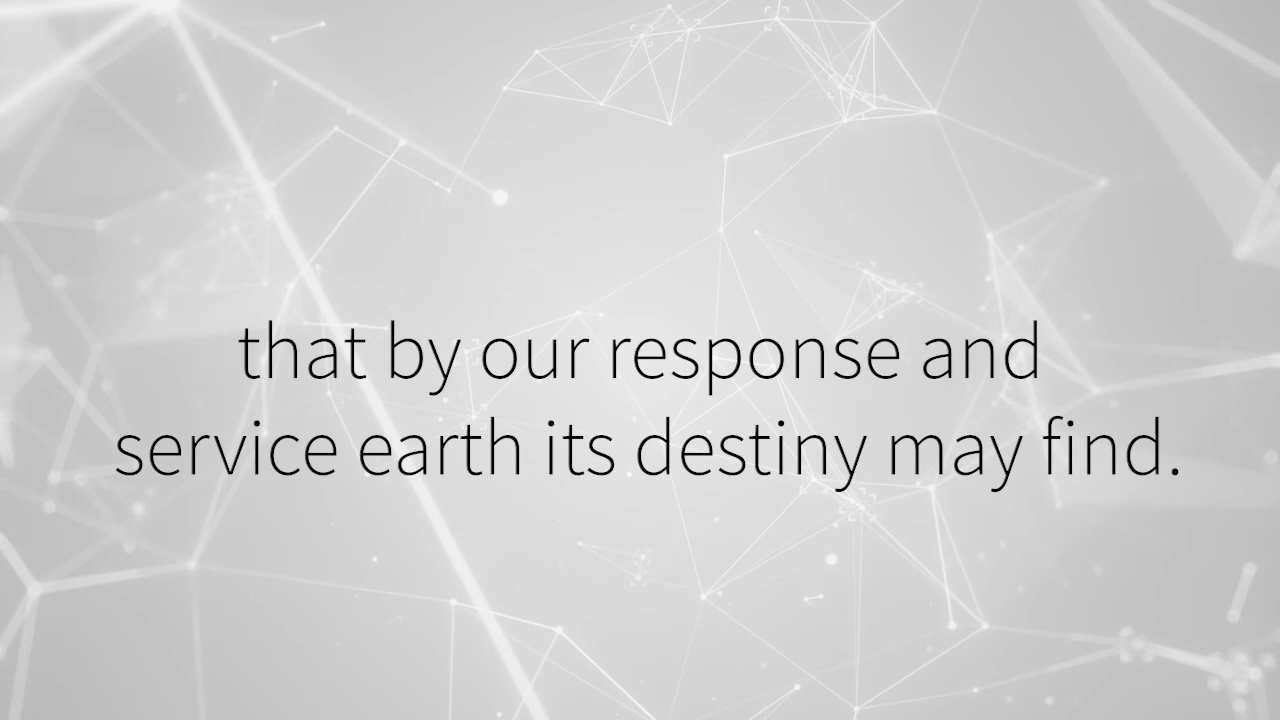 that by our response and
service earth its destiny may find.